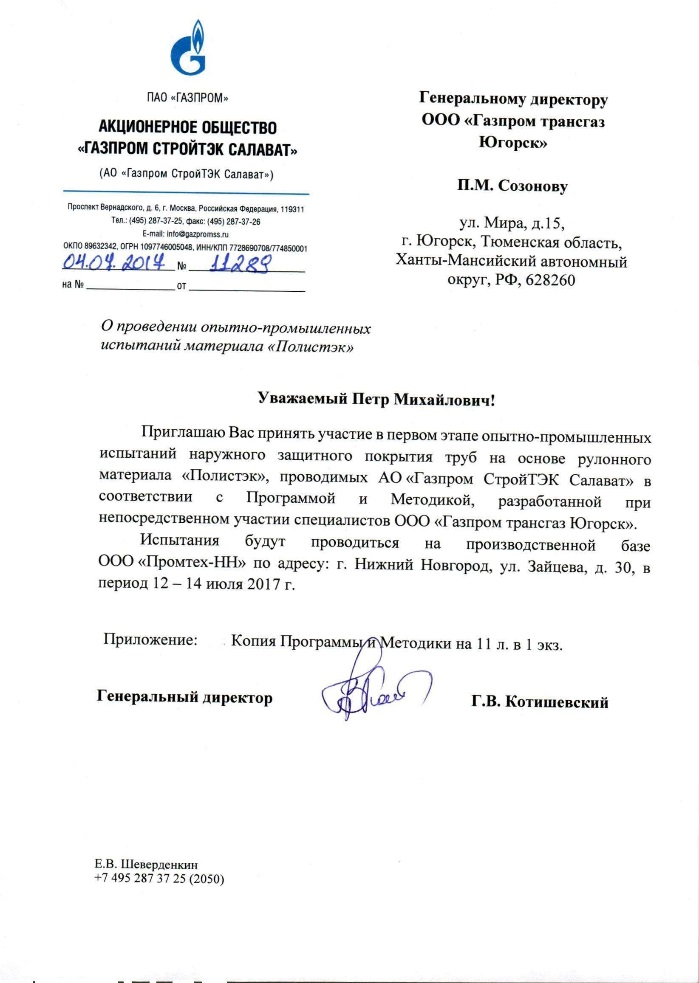 ПАО «ГАЗПРОМ»
АКЦИОНЕРНОЕ ОБЩЕСТВО
«ГАЗПРОМ СТРОЙТЭК САЛАВАТ»
(АО «Газпром СтройТЭК Салават»)
Проспект Вернадского, д. 6, г. Москва, Российская Федерация, 119311
Тел.: (495) 287-37-25, факс: (495) 287-37-26
E-mail: info@gazpromss.ru
ОКПО 89632342, ОГРН 1097746005048, ИНН/КПП 7728690708/774850001
04.07.2017 № 11289
на № от
Генеральному директору
ООО «Газпром трансгаз
Югорск»
П.М. Созонову
ул. Мира, д.15,
г. Югорск, Тюменская область,
Ханты-Мансийский автономный
округ, РФ, 628260
О проведении опытно-промышленных
испытаний материала «Полистэк»
Уважаемый Петр Михайлович!
Приглашаю Вас принять участие в первом этапе опытно-промышленных
испытаний наружного защитного покрытия труб на основе рулонного
материала «Полистэк», проводимых АО «Газпром СтройТЭК Салават» в
соответствии с Программой и Методикой, разработанной при
непосредственном участии специалистов ООО «Газпром трансгаз Югорск».
Испытания будут проводиться на производственной базе
ООО «Промтех-НН» по адресу: г. Нижний Новгород, ул. Зайцева, д. 30, в
период 12 – 14 июля 2017 г.
Приложение: Копия Программы и Методики на 11 л. в 1 экз.
Генеральный директор Г.В. Котишевский
Е.В. Шеверденкин
+7 495 287 37 25 (2050)